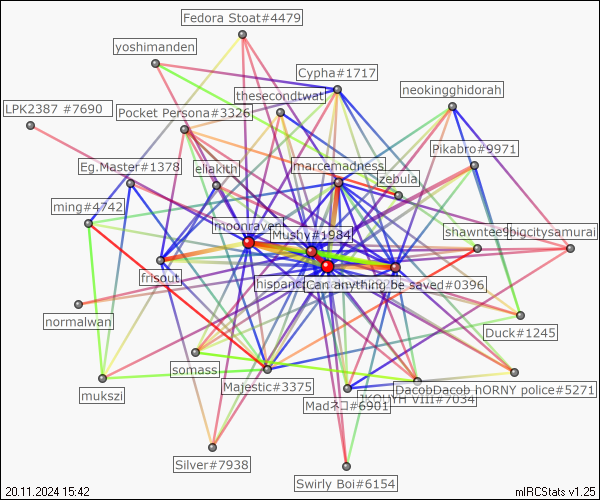 Fedora Stoat#4479
yoshimanden
Cypha#1717
neokingghidorah
thesecondtwat
LPK2387 #7690
Pocket Persona#3326
Pikabro#9971
Eg.Master#1378
eliakith
marcemadness
zebula
ming#4742
moonraven
Mushy#1984
shawntees
bigcitysamurai
frisout
hispanc
Can anything be saved#0396
normalwan
Duck#1245
somass
Majestic#3375
DacobDacob hORNY police#5271
mukszi
Madネコ#6901
VIII#7034
Silver#7938
Swirly Boi#6154
20.11.2024 15:42
mIRCStats v1.25